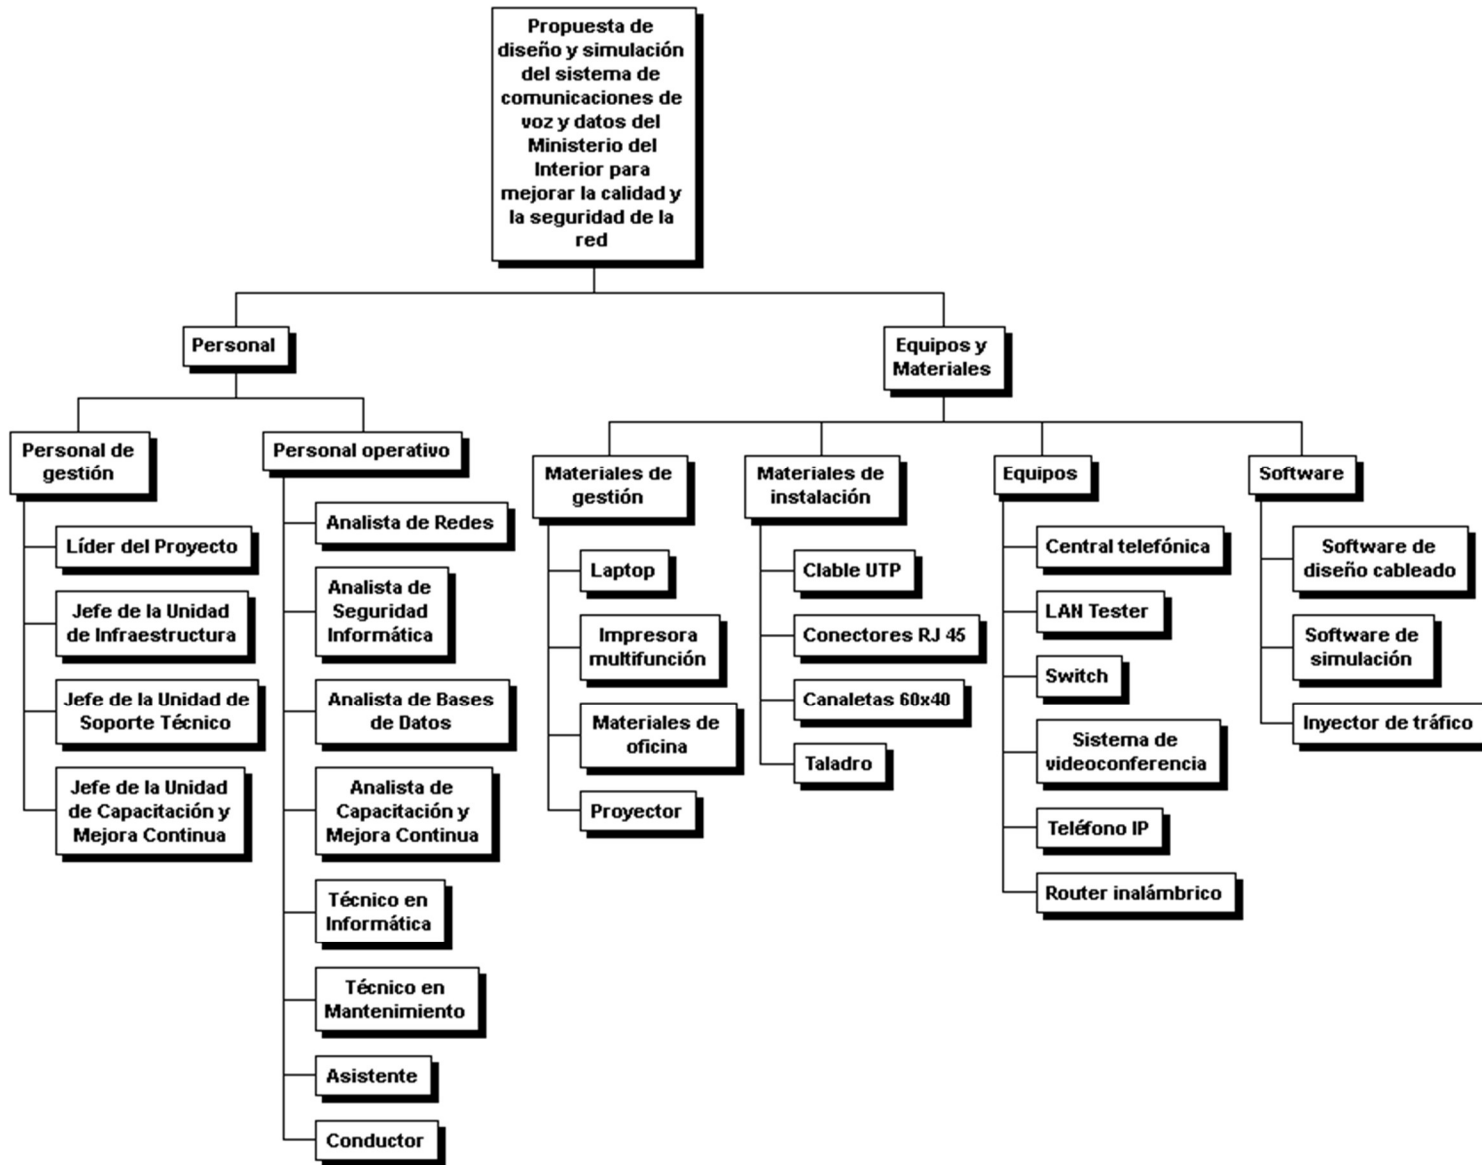 Propuesta de
diseño y simulación
del sistema de
comunicaciones de
voz y datos del
Ministerio del
Interior para
mejorar la calidad y
la seguridad de la
red
Personal
Equipos y
Materiales
Personal de
gestión
Personal operativo
Materiales de
gestión
Materiales de
instalación
Equipos
Software
Líder del Proyecto
Jefe de la Unidad
de Infraestructura
Jefe de la Unidad de
Soporte Técnico
Jefe de la Unidad
de Capacitación y
Mejora Continua
Analista de Redes
Analista de
Seguridad
Informática
Analista de Bases
de Datos
Analista de
Capacitación y
Mejora Continua
Técnico en
Informática
Técnico en
Mantenimiento
Asistente
Conductor
Laptop
Impresora
multifunción
Materiales de
oficina
Proyector
Clable UTP
Conectores RJ 45
Canaletas 60x40
Taladro
Central telefónica
LAN Tester
Switch
Sistema de
videoconferencia
Teléfono IP
Router inalámbrico
Software de
diseño cableado
Software de
simulación
Inyector de tráfico